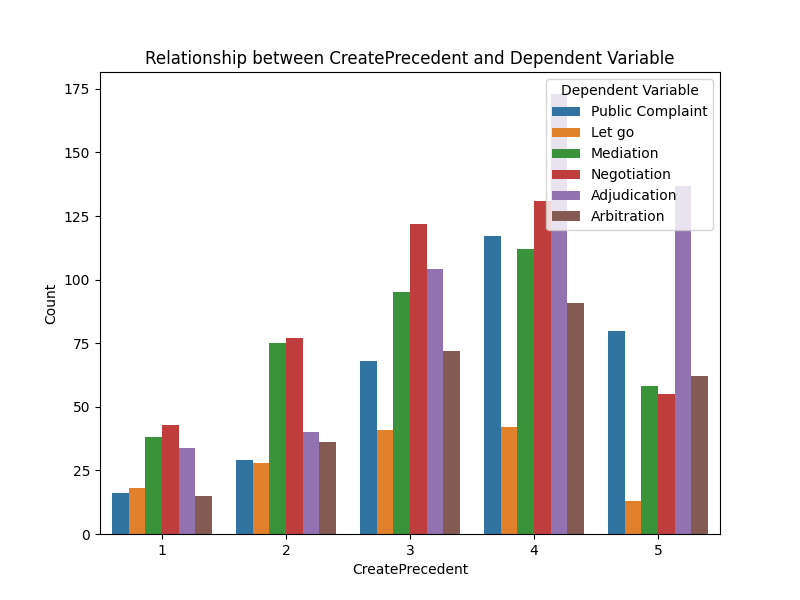 Relationship between CreatePrecedent and Dependent Variable
Dependent Variable
Public Complaint
Let go
Mediation
Negotiation
Adjudication
Arbitration
175
150
125
100
75
50
25
0
Count
1 2 3 4 5
CreatePrecedent